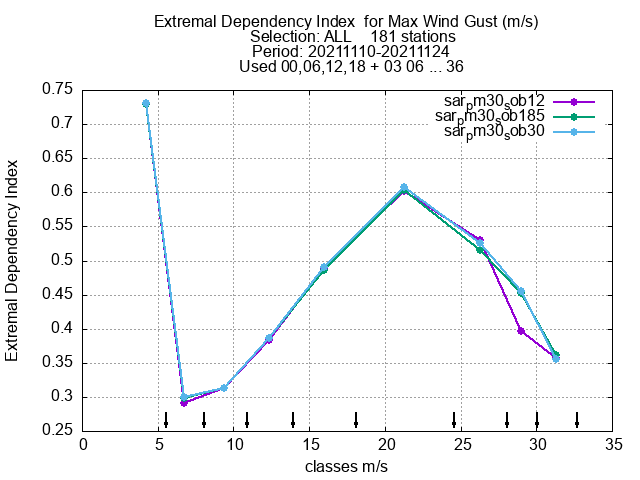 Extremal Dependency Index  for Max Wind Gust (m/s)
Selection: ALL    181 stations
Period: 20211110-20211124
Used 00,06,12,18 + 03 06 ... 36
sarpm30sob12
sarpm30sob185
sarpm30sob30
Extremal Dependency Index
0.75
0.7
0.65
0.6
0.55
0.5
0.45
0.4
0.35
0.3
0.25
0 5 10 15 20 25 30 35
classes m/s